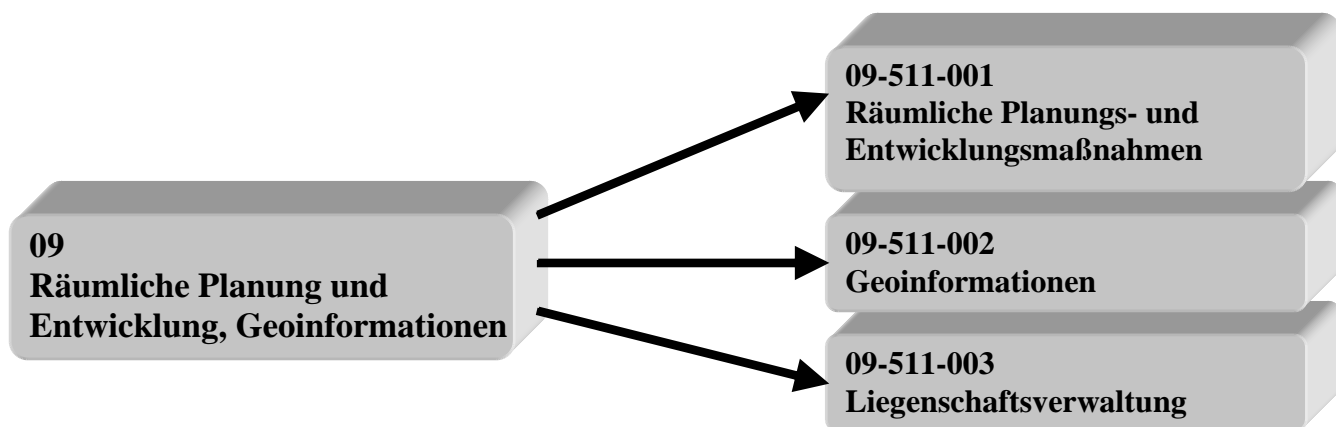 09
Räumliche Planung und
Entwicklung, Geoinformationen
09-511-001
Räumliche Planungs- und
Entwicklungsmaßnahmen
09-511-002
Geoinformationen
09-511-003
Liegenschaftsverwaltung